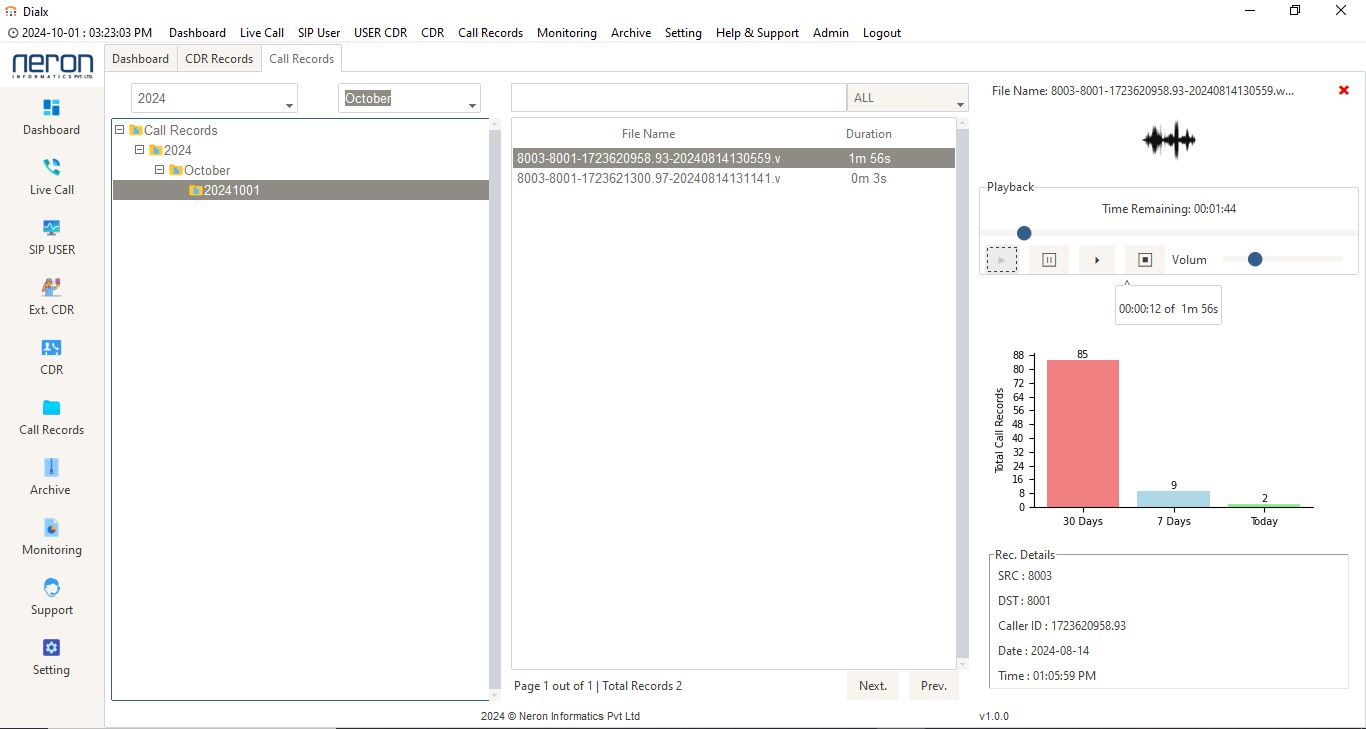 Dialx
2024-10-01 : 03:23:03 PM Dashboard Live Call SIP User USER CDR CDR Call Records Monitoring Archive Setting Help & Support Admin Logout
neron
INFORMATICS PVT. LTD.
Dashboard CDR Records Call Records
Dashboard
Live Call
SIP USER
Ext. CDR
CDR
Call Records
Archive
Monitoring
Support
Setting
2024 October
Call Records
2024
October
20241001
ALL
File Name Duration
8003-8001-1723620958.93-20240814130559.v 1m 56s
8003-8001-1723621300.97-20240814131141.v 0m 3s
Page 1 out of 1 | Total Records 2 Next. Prev.
File Name: 8003-8001-1723620958.93-20240814130559.w...
Playback
Time Remaining: 00:01:44
Volum
00:00:12 of 1m 56s
Total Call Records
88
80
72
64
56
48
40
32
24
16
8
0
85
9
2
30 Days 7 Days Today
Rec. Details
SRC : 8003
DST : 8001
Caller ID : 1723620958.93
Date : 2024-08-14
Time : 01:05:59 PM
2024 © Neron Informatics Pvt Ltd v1.0.0